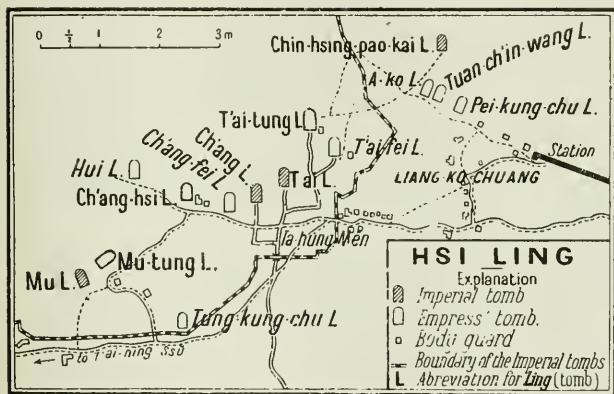 0 ½ 1 2 3 m
Chin-hsing-pao-kai L.
A-ko L.
Tuan-ch'in-wang L.
Pei-kung-chu L.
T'ai-tung L.
T'ai-fei L.
Station
LIANG-KO-CHUANG
Hui L.
Ch'ang-hsi L.
Ch'ang-fei L.
Ch'ang L.
T'ai L.
Ta hung Men
Mu L.
Mu-tung L.
Tung-kung-chu L.
to T'ai-ning Ssu
HSI LING
Explanation
Imperial tomb
Empress' tomb.
Body guard
Boundary of the Imperial tombs
L Abreviation for Ling (tomb)